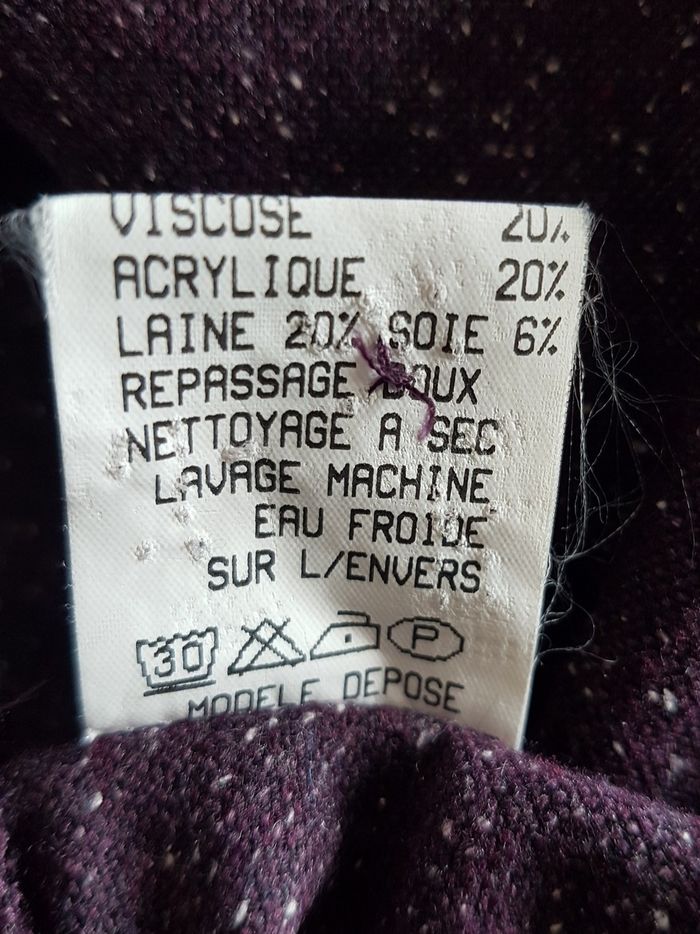 VISCOSE 20%
ACRYLIQUE 20%
LAINE 20% SOIE 6%
REPASSAGE DOUX
NETTOYAGE A SEC
LAVAGE MACHINE
EAU FROIDE
SUR L/ENVERS
30 P
MODELE DEPOSE